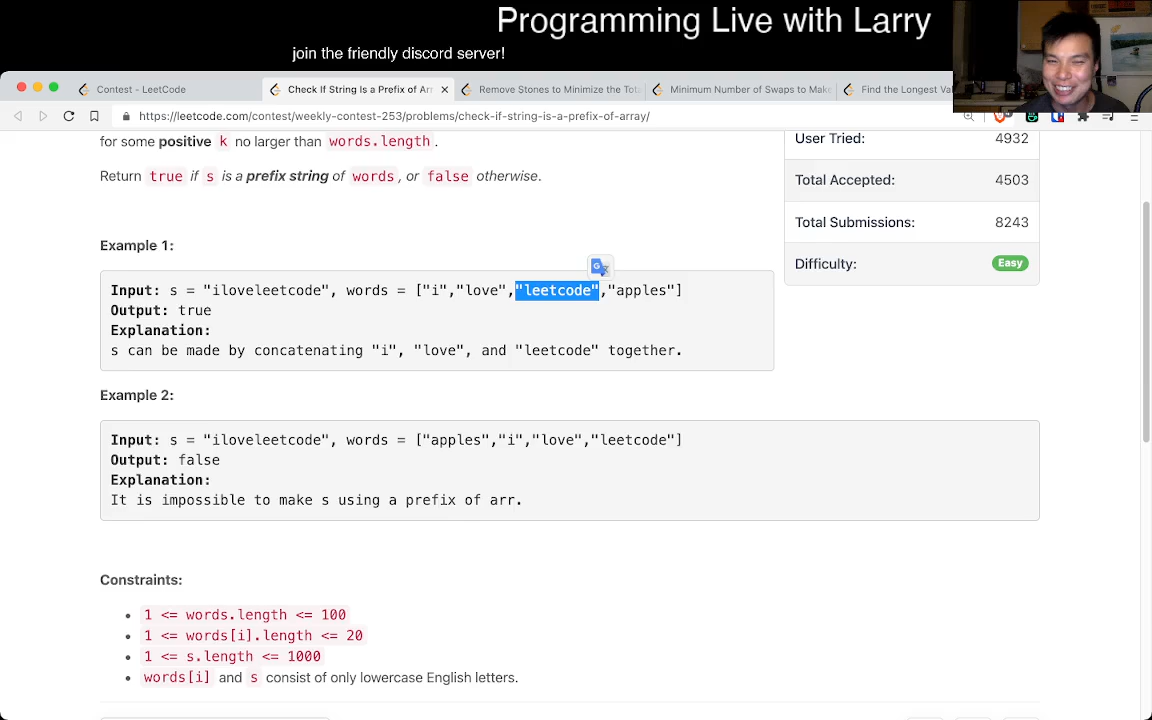 Programming Live with Larry
join the friendly discord server!
Contest - LeetCode
Check If String Is a Prefix of Arr
Remove Stones to Minimize the Tot
Minimum Number of Swaps to Make
Find the Longest Va
https://leetcode.com/contest/weekly-contest-253/problems/check-if-string-is-a-prefix-of-array/
for some positive k no larger than words.length .
Return true if s is a prefix string of words , or false otherwise.
User Tried: 4932
Total Accepted: 4503
Total Submissions: 8243
Difficulty: Easy
Example 1:
Input: s = "iloveleetcode", words = ["i","love","leetcode","apples"]
Output: true
Explanation:
s can be made by concatenating "i", "love", and "leetcode" together.
Example 2:
Input: s = "iloveleetcode", words = ["apples","i","love","leetcode"]
Output: false
Explanation:
It is impossible to make s using a prefix of arr.
Constraints:
1 <= words.length <= 100
1 <= words[i].length <= 20
1 <= s.length <= 1000
words[i] and s consist of only lowercase English letters.